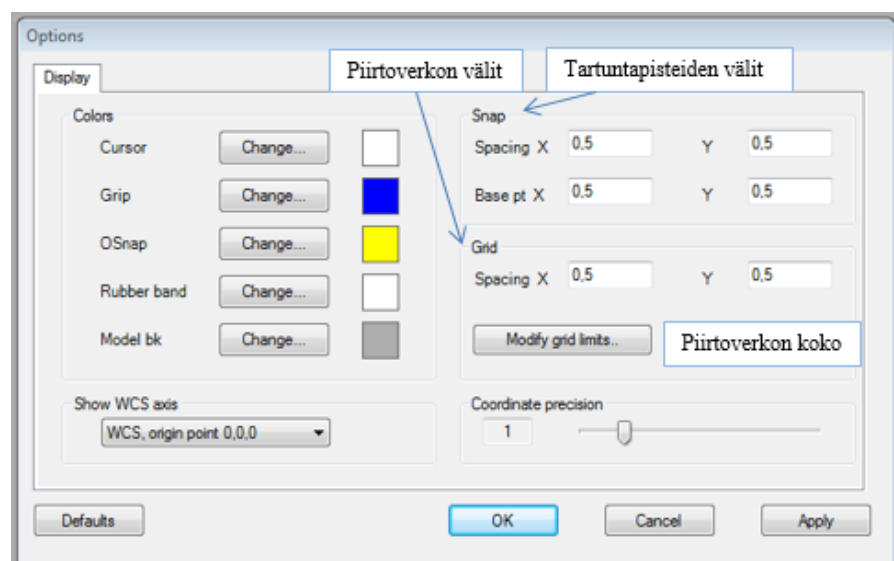 Options
Display
Piirtoverkon välit
Tartuntapisteiden välit
Colors
Cursor Change...
Grip Change...
OSnap Change...
Rubber band Change...
Model bk Change...
Snap
Spacing X 0,5 Y 0,5
Base pt X 0,5 Y 0,5
Grid
Spacing X 0,5 Y 0,5
Modify grid limits..
Piirtoverkon koko
Show WCS axis
WCS, origin point 0,0,0
Coordinate precision
1
Defaults
OK
Cancel
Apply